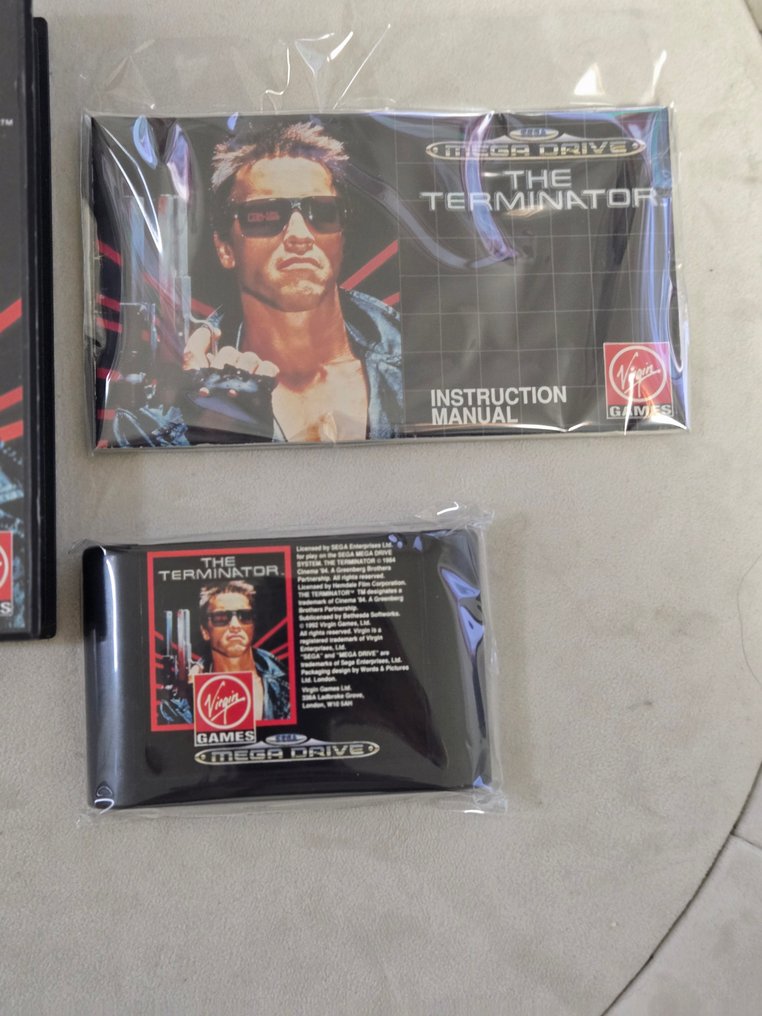 ™
SEGA
MEGA DRIVE
THE
TERMINATOR
INSTRUCTION
MANUAL
Virgin
GAMES
THE
TERMINATOR
Virgin
GAMES
SEGA
MEGA DRIVE
Licensed by SEGA Enterprises Ltd.
for play on the SEGA MEGA DRIVE
SYSTEM. THE TERMINATOR © 1984
Cinema '84. A Greenberg Brothers
Partnership. All rights reserved.
Licensed by Hemdale Film Corporation.
THE TERMINATOR™ TM designates a
trademark of Cinema '84. A Greenberg
Brothers Partnership.
Sublicensed by Bethesda Softworks.
© 1992 Virgin Games, Ltd.
All rights reserved. Virgin is a
registered trademark of Virgin
Enterprises, Ltd.
"SEGA" and "MEGA DRIVE" are
trademarks of Sega Enterprises, Ltd.
Packaging design by Words & Pictures
Ltd. London.
Virgin Games Ltd.
338A Ladbroke Grove,
London, W10 5AH